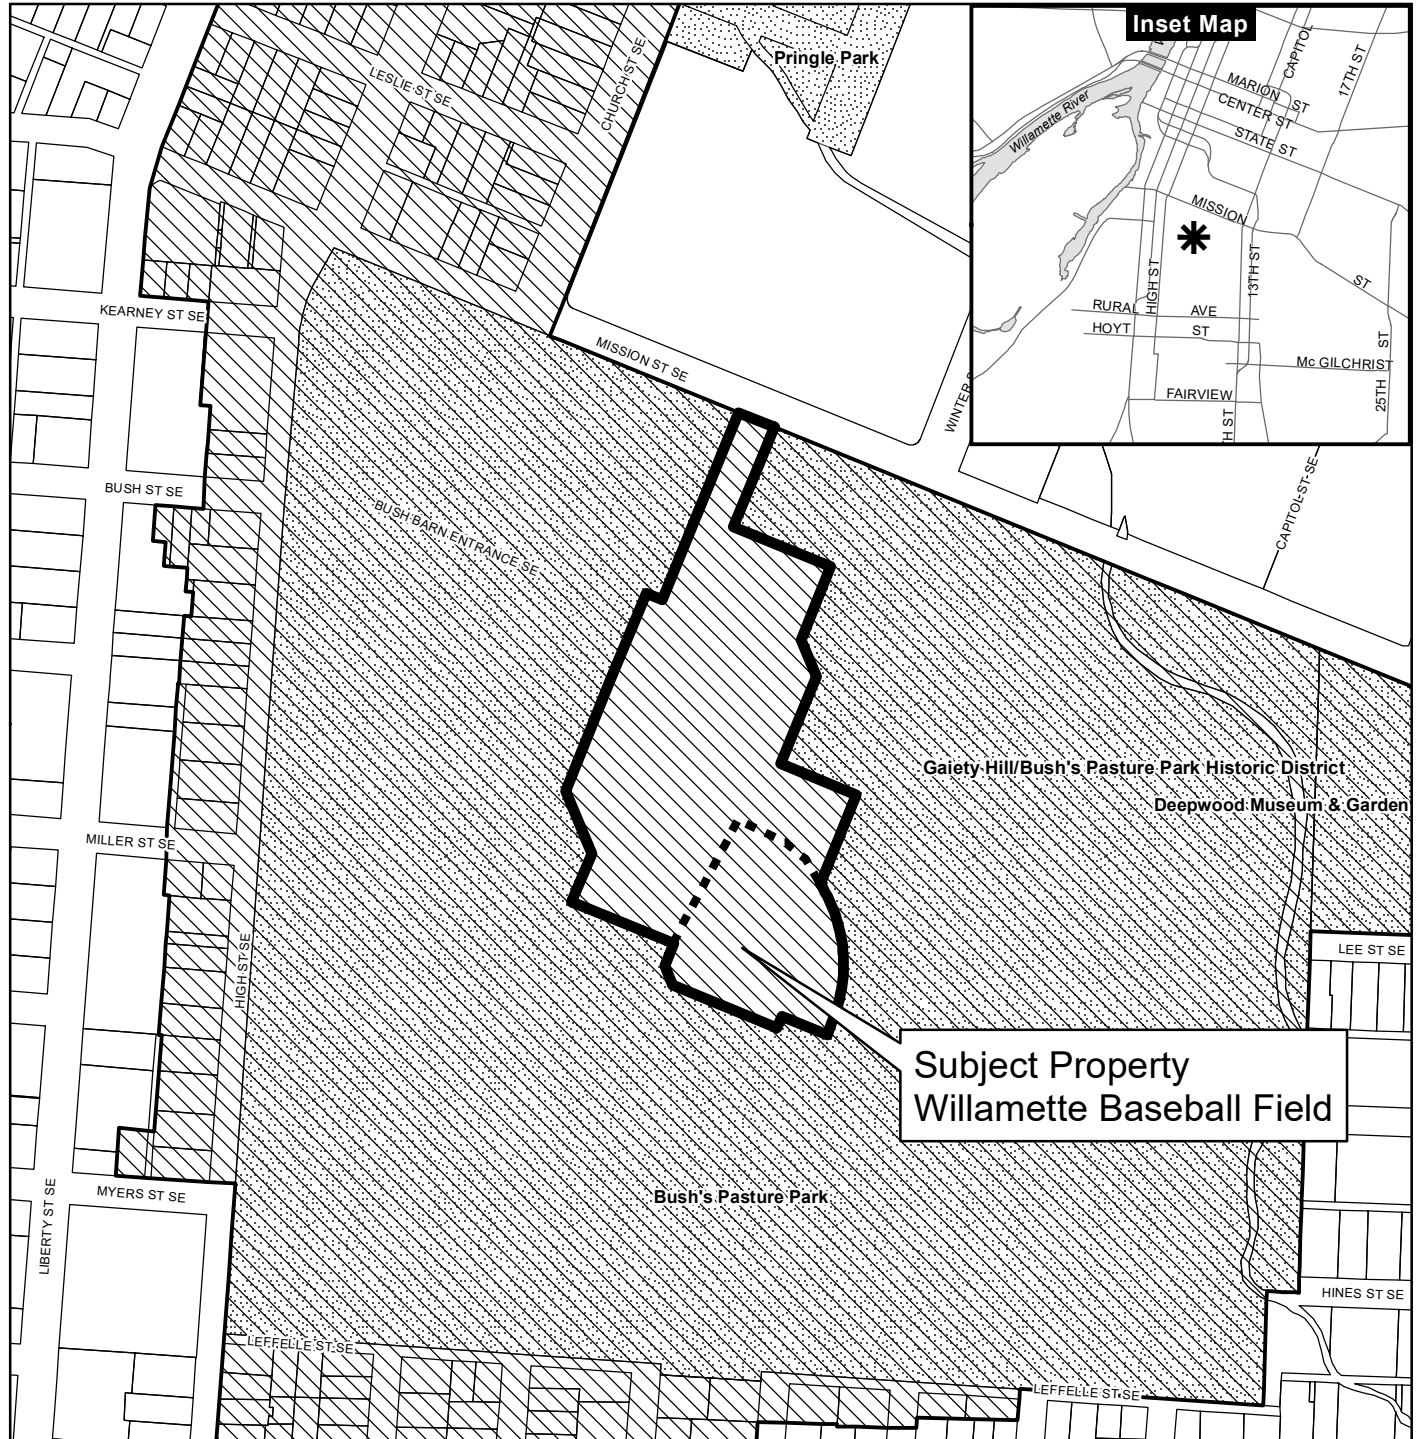 Inset Map
Pringle Park
LESLIE ST SE
CHURCH ST SE
CAPITOL
17TH ST
MARION ST
CENTER ST
STATE ST
Willamette River
MISSION
ST
HIGH ST
13TH ST
RURAL AVE
HOYT ST
Mc GILCHRIST
ST
25TH
FAIRVIEW
TH ST
KEARNEY ST SE
MISSION ST SE
WINTER S
BUSH ST SE
BUSH BARN ENTRANCE SE
CAPITOL ST SE
Gaiety Hill/Bush's Pasture Park Historic District
Deepwood Museum & Garden
MILLER ST SE
HIGH ST SE
LEE ST SE
Subject Property
Willamette Baseball Field
MYERS ST SE
Bush's Pasture Park
LIBERTY ST SE
HINES ST SE
LEFFELLE ST SE
LEFFELLE ST SE